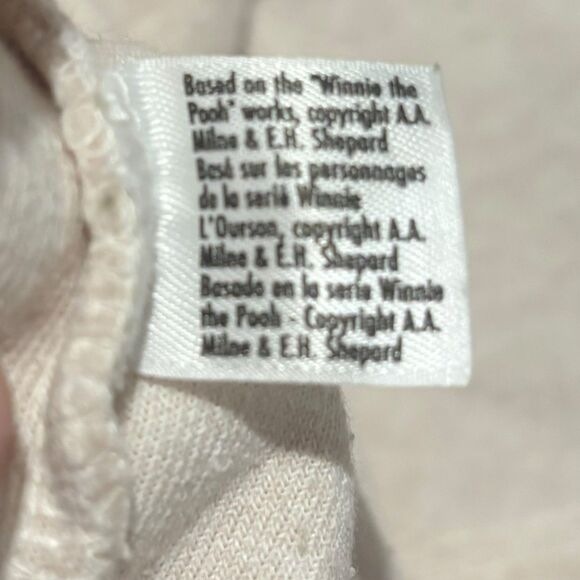 Based on the "Winnie the
Pooh" works, copyright A.A.
Milne & E.H. Shepard
Basé sur les personnages
de la serié Winnie
L'Ourson, copyright A.A.
Milne & E.H. Shepard
Basado en la serie Winnie
the Pooh - Copyright A.A.
Milne & E.H. Shepard